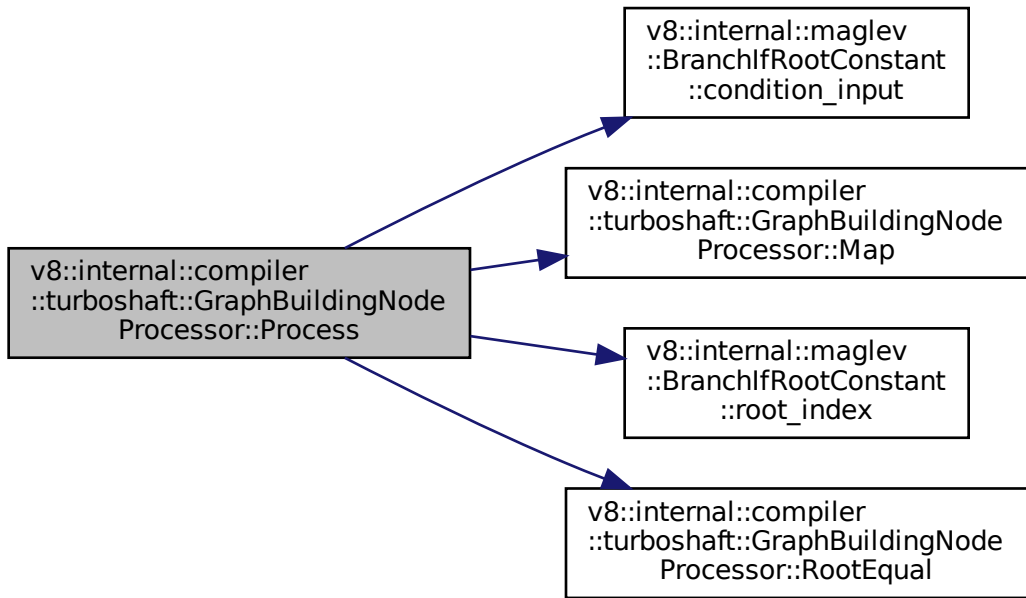 v8::internal::maglev
::BranchIfRootConstant
::condition_input
v8::internal::compiler
::turboshaft::GraphBuildingNode
Processor::Map
v8::internal::compiler
::turboshaft::GraphBuildingNode
Processor::Process
v8::internal::maglev
::BranchIfRootConstant
::root_index
v8::internal::compiler
::turboshaft::GraphBuildingNode
Processor::RootEqual